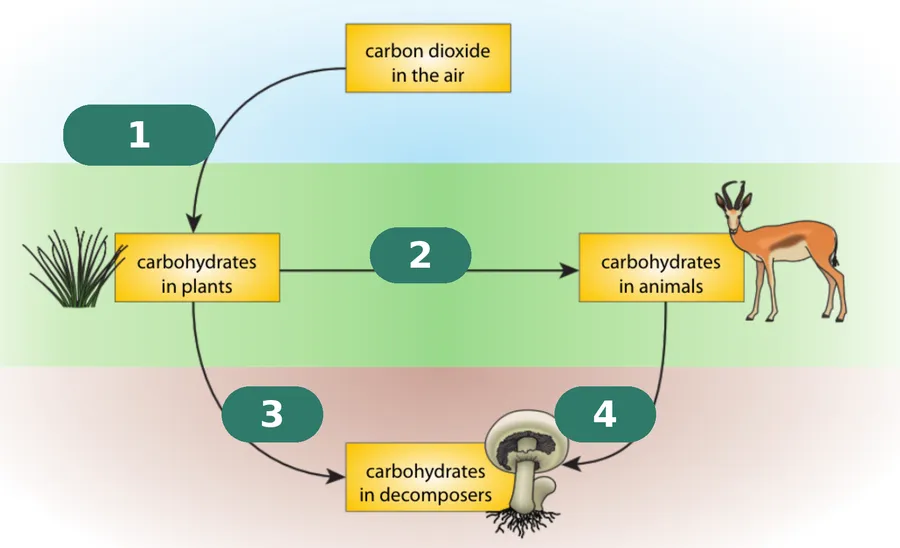 carbon dioxide
in the air
1
carbohydrates
in plants
2
carbohydrates
in animals
3
4
carbohydrates
in decomposers